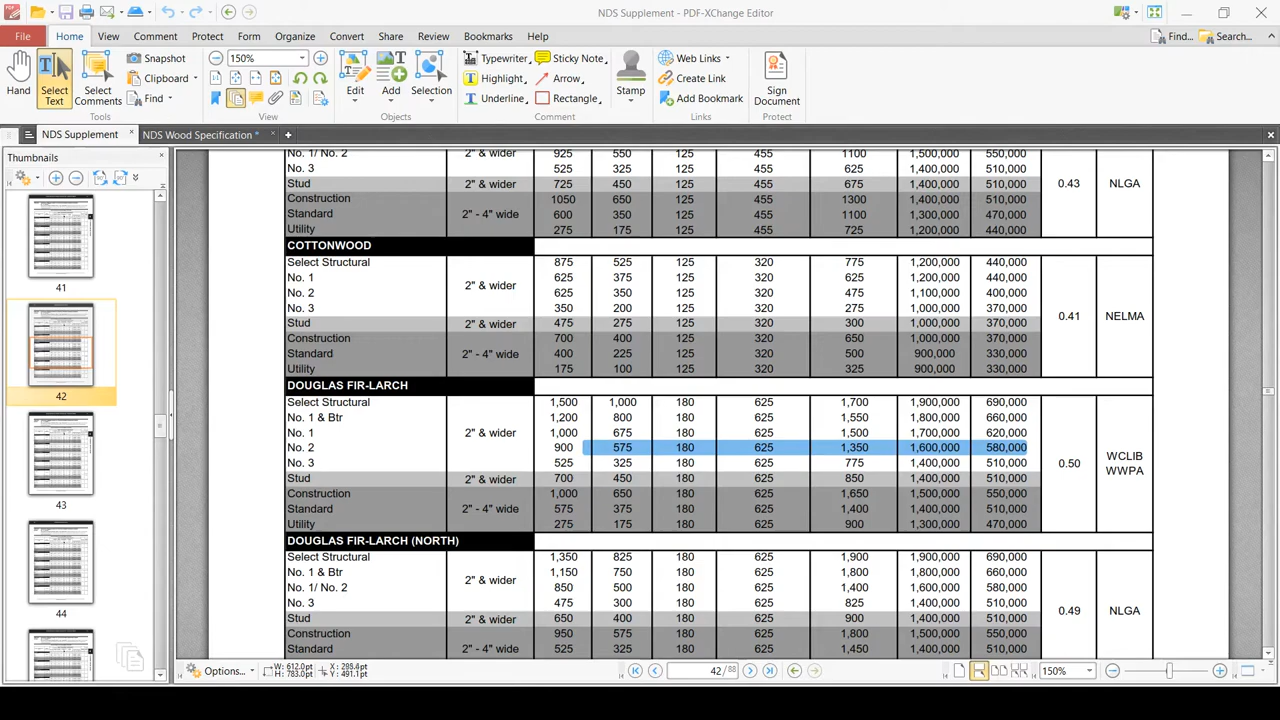 NDS Supplement - PDF-XChange Editor
File Home View Comment Protect Form Organize Convert Share Review Bookmarks Help Find... Search...
Snapshot 150% Typewriter Sticky Note Web Links
Clipboard Highlight Arrow Create Link
Hand Select Text Select Comments Find Edit Add Selection Underline Rectangle Stamp Add Bookmark Sign Document
Tools View Objects Comment Links Protect
NDS Supplement × NDS Wood Specification * ×
Thumbnails
41
42
43
44
No. 1/ No. 2 2" & wider 925 550 125 455 1100 1,500,000 550,000
No. 3 525 325 125 455 625 1,400,000 510,000
Stud 2" & wider 725 450 125 455 675 1,400,000 510,000 0.43 NLGA
Construction 1050 650 125 455 1300 1,400,000 510,000
Standard 2" - 4" wide 600 350 125 455 1100 1,300,000 470,000
Utility 275 175 125 455 725 1,200,000 440,000
COTTONWOOD
Select Structural 875 525 125 320 775 1,200,000 440,000
No. 1 2" & wider 625 375 125 320 625 1,200,000 440,000
No. 2 625 350 125 320 475 1,100,000 400,000
No. 3 350 200 125 320 275 1,000,000 370,000 0.41 NELMA
Stud 2" & wider 475 275 125 320 300 1,000,000 370,000
Construction 700 400 125 320 650 1,000,000 370,000
Standard 2" - 4" wide 400 225 125 320 500 900,000 330,000
Utility 175 100 125 320 325 900,000 330,000
DOUGLAS FIR-LARCH
Select Structural 1,500 1,000 180 625 1,700 1,900,000 690,000
No. 1 & Btr 1,200 800 180 625 1,550 1,800,000 660,000
No. 1 2" & wider 1,000 675 180 625 1,500 1,700,000 620,000
No. 2 900 575 180 625 1,350 1,600,000 580,000
No. 3 525 325 180 625 775 1,400,000 510,000 0.50 WCLIB WWPA
Stud 2" & wider 700 450 180 625 850 1,400,000 510,000
Construction 1,000 650 180 625 1,650 1,500,000 550,000
Standard 2" - 4" wide 575 375 180 625 1,400 1,400,000 510,000
Utility 275 175 180 625 900 1,300,000 470,000
DOUGLAS FIR-LARCH (NORTH)
Select Structural 1,350 825 180 625 1,900 1,900,000 690,000
No. 1 & Btr 2" & wider 1,150 750 180 625 1,800 1,800,000 660,000
No. 1/ No. 2 850 500 180 625 1,400 1,600,000 580,000
No. 3 475 300 180 625 825 1,400,000 510,000 0.49 NLGA
Stud 2" & wider 650 400 180 625 900 1,400,000 510,000
Construction 950 575 180 625 1,800 1,500,000 550,000
Standard 2" - 4" wide 525 325 180 625 1,450 1,400,000 510,000
Options... W: 612.0pt H: 783.0pt X: 285.4pt Y: 491.1pt 42 / 88 150%